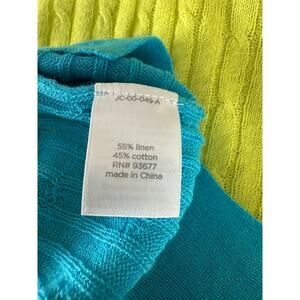 JC-00-049-A
55% linen
45% cotton
RN# 93677
made in China